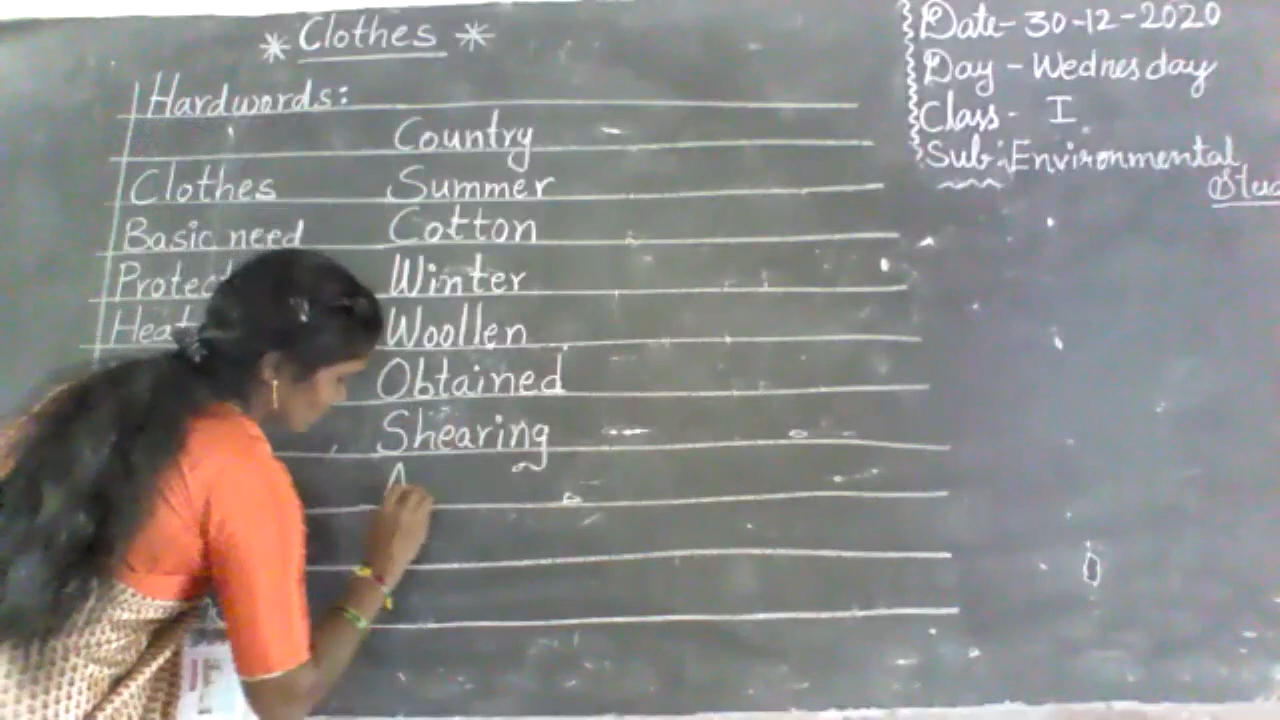 * Clothes *
Date- 30-12-2020
Day - Wednesday
Class- I
Sub: Environmental
Hardwords:
Country
Clothes Summer
Basic need Cotton
Winter
Heat Woollen
Obtained
Shearing
A